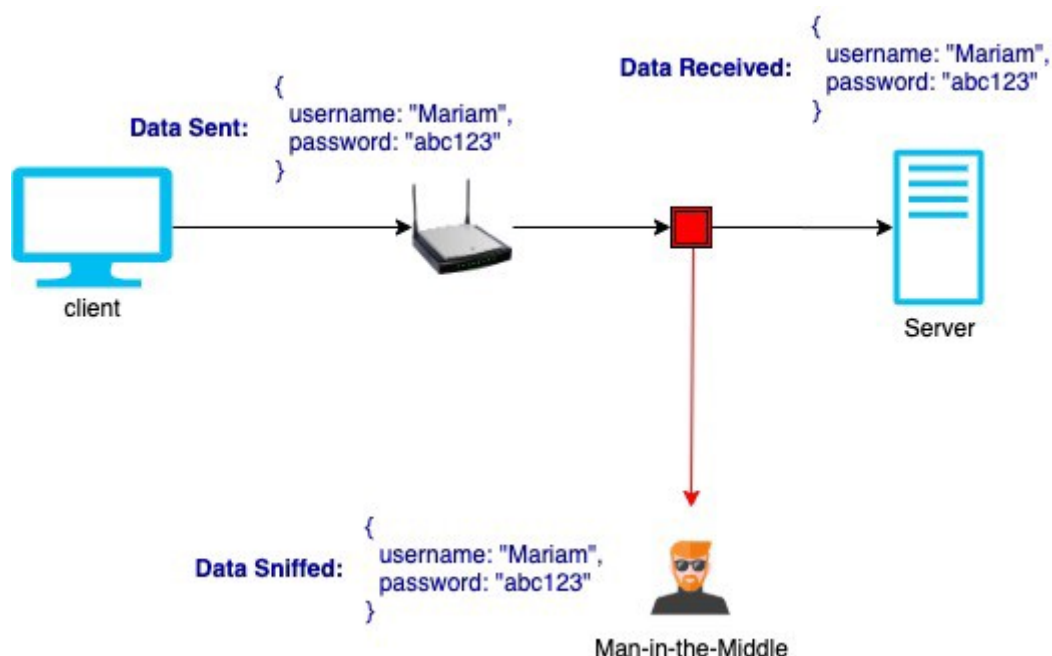 Data Sent:
{
username: "Mariam",
password: "abc123"
}
Data Received:
{
username: "Mariam",
password: "abc123"
}
client
Server
Data Sniffed:
{
username: "Mariam",
password: "abc123"
}
Man-in-the-Middle